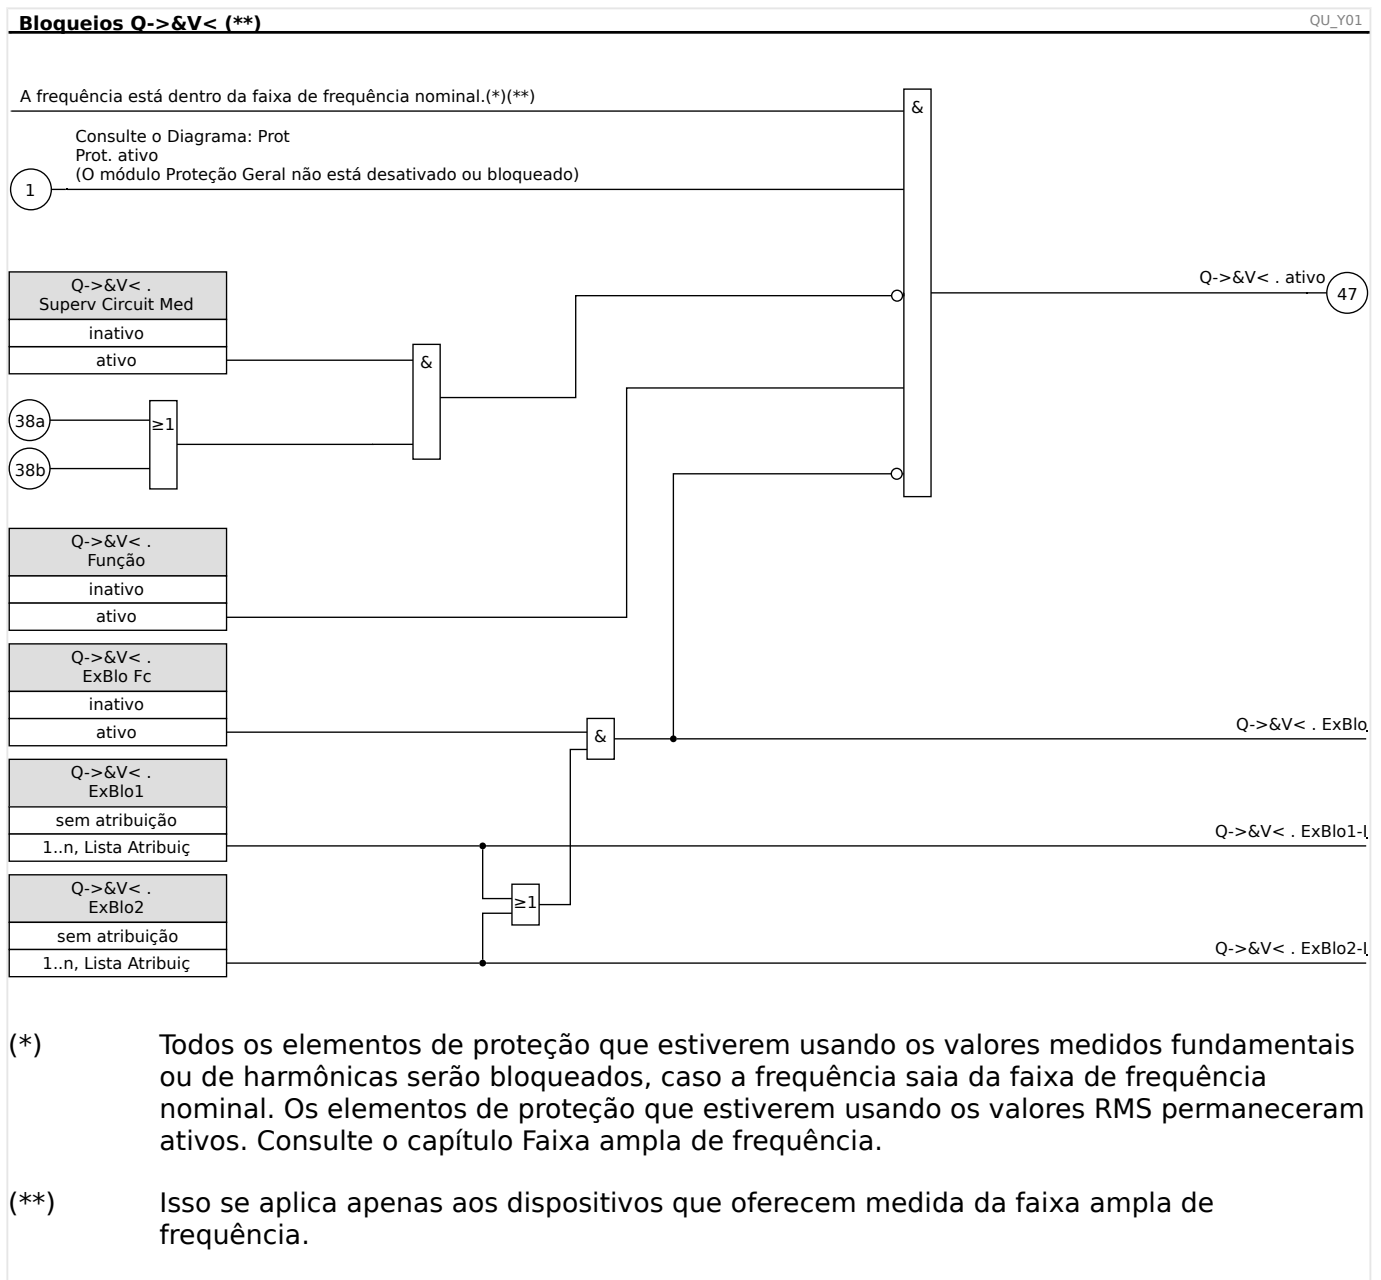 Bloqueios Q->&V< (**)
QU_Y01
A frequência está dentro da faixa de frequência nominal.(*)(**)
&
Consulte o Diagrama: Prot
Prot. ativo
(O módulo Proteção Geral não está desativado ou bloqueado)
1
Q->&V< .
Superv Circuit Med
inativo
ativo
&
Q->&V< . ativo
47
38a
≥1
38b
Q->&V< .
Função
inativo
ativo
Q->&V< .
ExBlo Fc
inativo
ativo
&
Q->&V< . ExBlo
Q->&V< .
ExBlo1
sem atribuição
1..n, Lista Atribuiç
Q->&V< . ExBlo1-I
Q->&V< .
ExBlo2
sem atribuição
1..n, Lista Atribuiç
≥1
Q->&V< . ExBlo2-I
(*) Todos os elementos de proteção que estiverem usando os valores medidos fundamentais
ou de harmônicas serão bloqueados, caso a frequência saia da faixa de frequência
nominal. Os elementos de proteção que estiverem usando os valores RMS permaneceram
ativos. Consulte o capítulo Faixa ampla de frequência.
(**) Isso se aplica apenas aos dispositivos que oferecem medida da faixa ampla de
frequência.